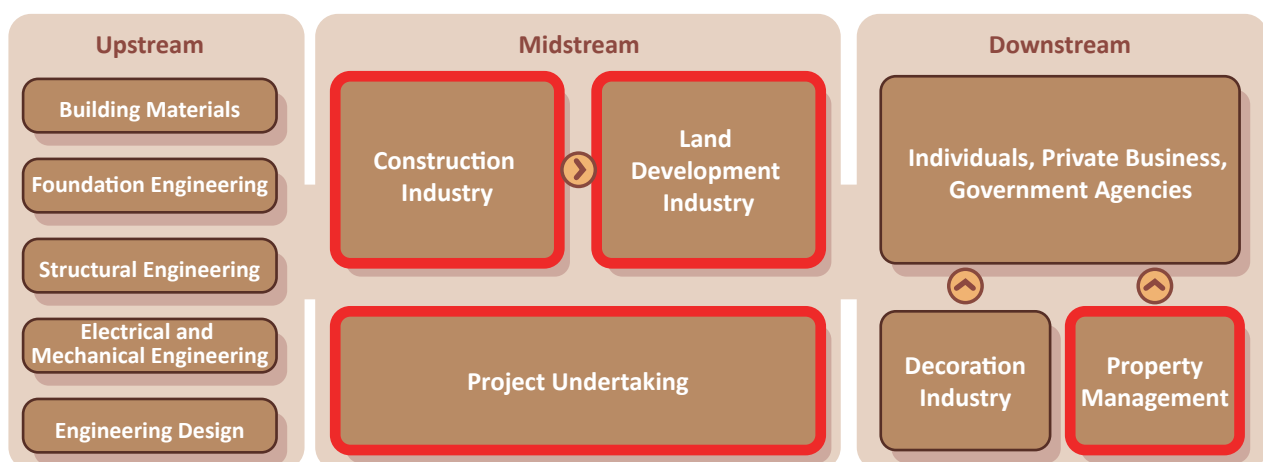 Upstream
Building Materials
Foundation Engineering
Structural Engineering
Electrical and
Mechanical Engineering
Engineering Design
Midstream
Construction
Industry
Land
Development
Industry
Project Undertaking
Downstream
Individuals, Private Business,
Government Agencies
Decoration
Industry
Property
Management